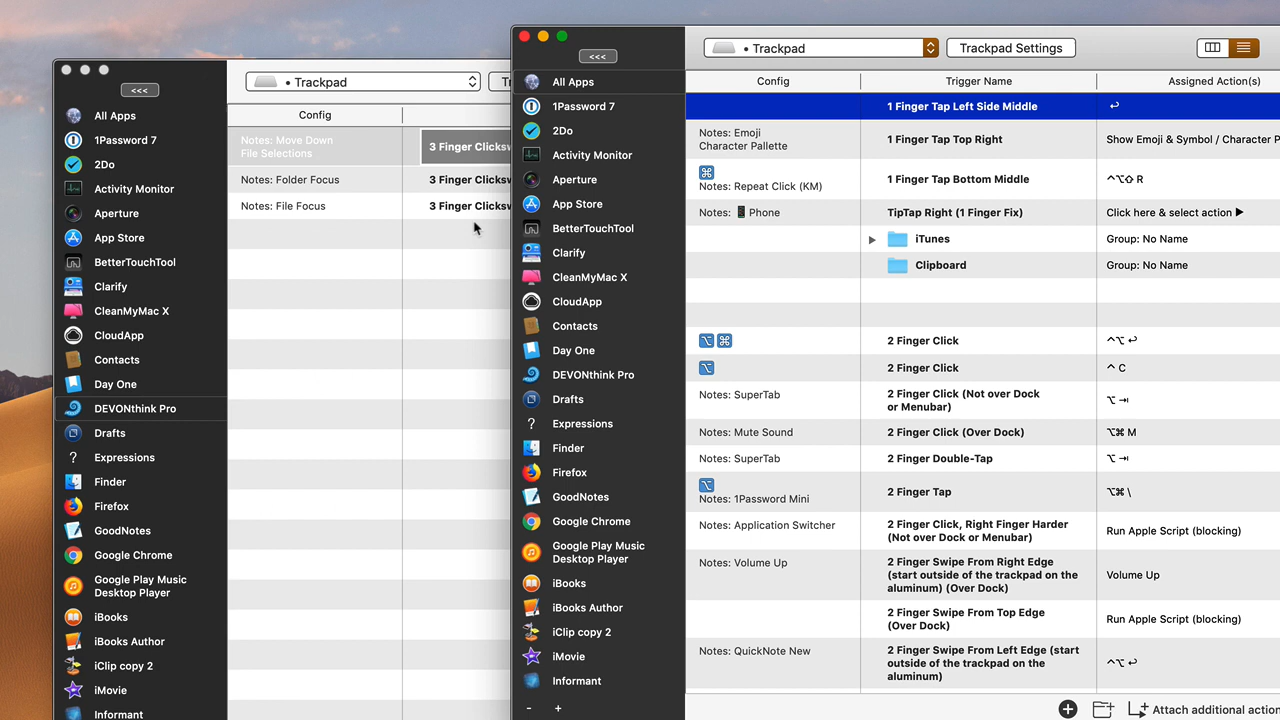 <<<
• Trackpad
Tr
Config
All Apps
1Password 7
2Do
Activity Monitor
Aperture
App Store
BetterTouchTool
Clarify
CleanMyMac X
CloudApp
Contacts
Day One
DEVONthink Pro
Drafts
? Expressions
Finder
Firefox
GoodNotes
Google Chrome
Google Play Music
Desktop Player
iBooks
iBooks Author
iClip copy 2
iMovie
Informant
Notes: Move Down
File Selections
3 Finger Clicksw
Notes: Folder Focus
3 Finger Clicksw
Notes: File Focus
3 Finger Clicksw
<<<
• Trackpad
Trackpad Settings
All Apps
1Password 7
2Do
Activity Monitor
Aperture
App Store
BetterTouchTool
Clarify
CleanMyMac X
CloudApp
Contacts
Day One
DEVONthink Pro
Drafts
? Expressions
Finder
Firefox
GoodNotes
Google Chrome
Google Play Music
Desktop Player
iBooks
iBooks Author
iClip copy 2
iMovie
Informant
- +
Config Trigger Name Assigned Action(s)
1 Finger Tap Left Side Middle ↩
Notes: Emoji
Character Pallette
1 Finger Tap Top Right
Show Emoji & Symbol / Character P
⌘
Notes: Repeat Click (KM)
1 Finger Tap Bottom Middle
^⌥⇧ R
Notes: 📱 Phone
TipTap Right (1 Finger Fix)
Click here & select action ▶
▶ iTunes
Group: No Name
Clipboard
Group: No Name
⌥ ⌘ 2 Finger Click ^⌥ ↩
⌥ 2 Finger Click ^ C
Notes: SuperTab
2 Finger Click (Not over Dock
or Menubar)
⌥ ⇥
Notes: Mute Sound
2 Finger Click (Over Dock)
⌥⌘ M
Notes: SuperTab
2 Finger Double-Tap
⌥ ⇥
⌥
Notes: 1Password Mini
2 Finger Tap
⌥⌘ \
Notes: Application Switcher
2 Finger Click, Right Finger Harder
(Not over Dock or Menubar)
Run Apple Script (blocking)
Notes: Volume Up
2 Finger Swipe From Right Edge
(start outside of the trackpad on the
aluminum) (Over Dock)
Volume Up
2 Finger Swipe From Top Edge
(Over Dock)
Run Apple Script (blocking)
Notes: QuickNote New
2 Finger Swipe From Left Edge (start
outside of the trackpad on the
aluminum)
^⌥ ↩
Attach additional action